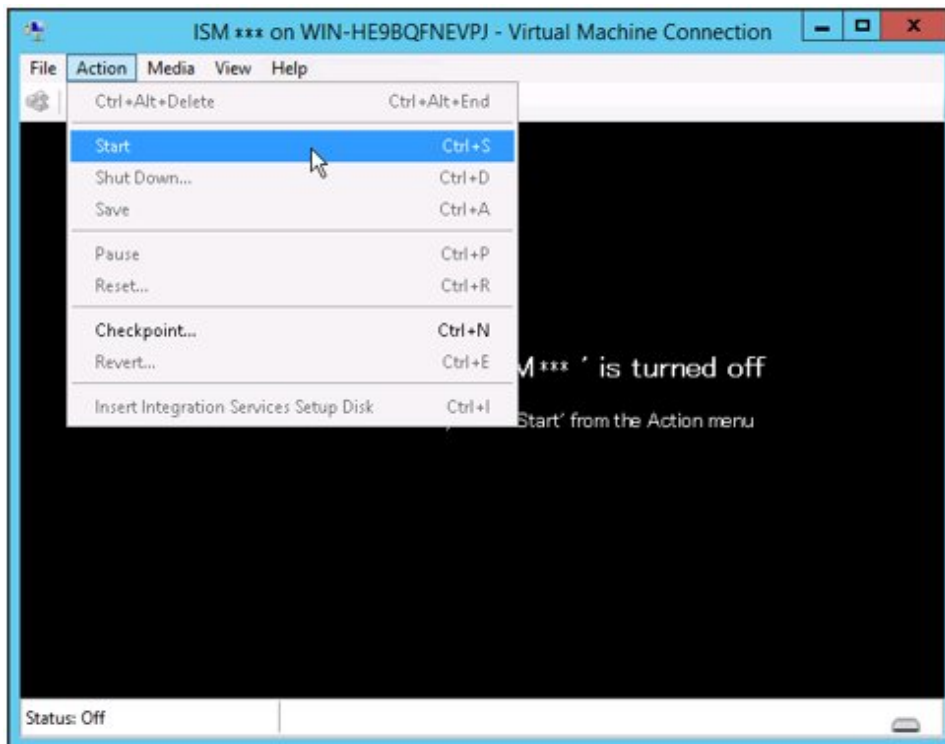 ISM *** on WIN-HE9BQFNEVPJ - Virtual Machine Connection
File Action Media View Help
Ctrl+Alt+Delete Ctrl+Alt+End
Start Ctrl+S
Shut Down... Ctrl+D
Save Ctrl+A
Pause Ctrl+P
Reset... Ctrl+R
Checkpoint... Ctrl+N
Revert... Ctrl+E
M *** ´ is turned off
Insert Integration Services Setup Disk Ctrl+I
Start´ from the Action menu
Status: Off